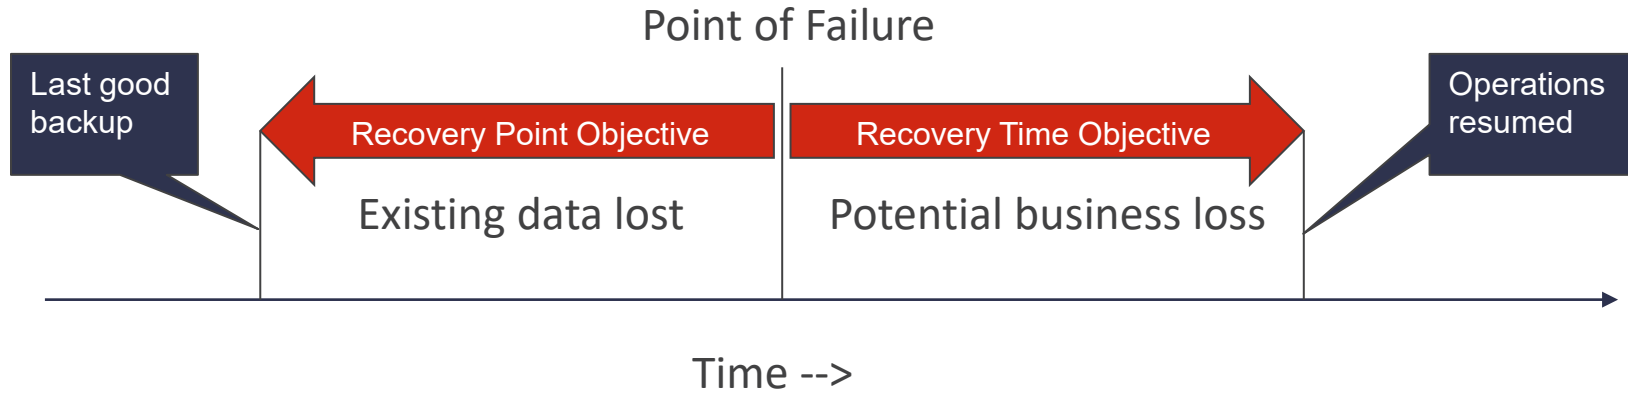 Point of Failure
Last good
backup
Recovery Point Objective
Recovery Time Objective
Operations
resumed
Existing data lost
Potential business loss
Time -->